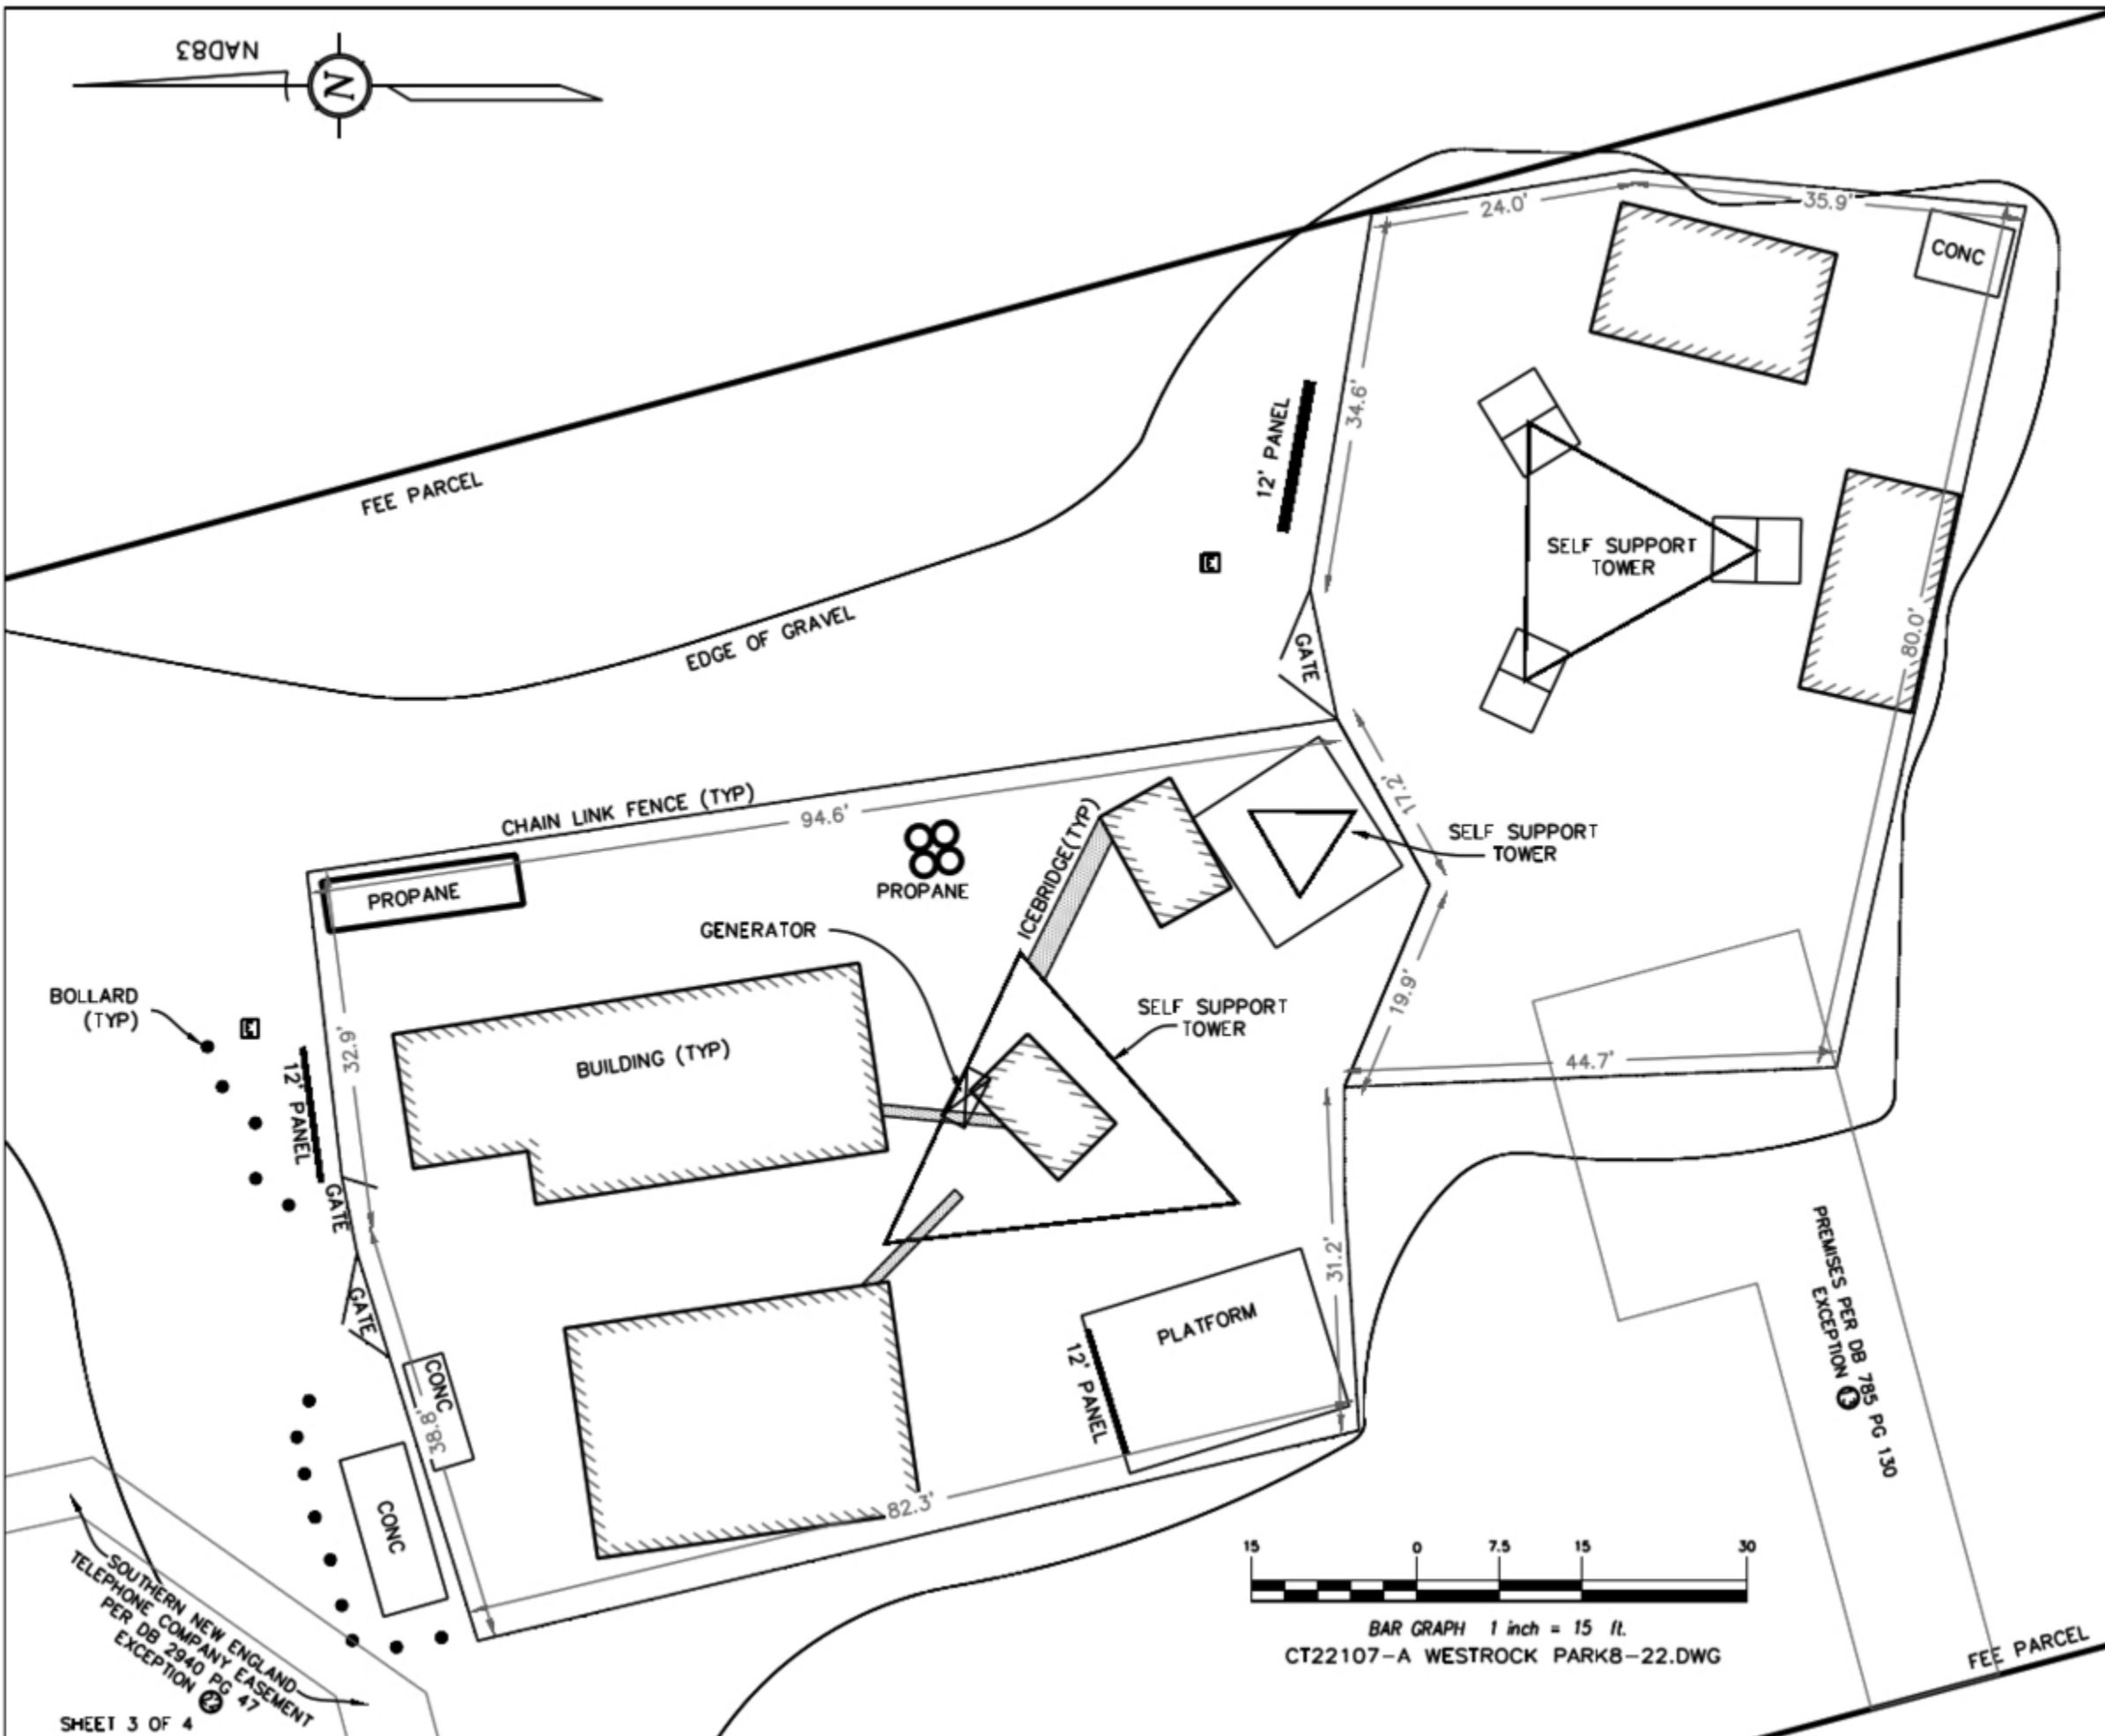 NAD83
N
24.0'
35.9'
CONC
34.6'
12' PANEL
FEE PARCEL
SELF SUPPORT
TOWER
E
EDGE OF GRAVEL
GATE
80.0'
17.2'
CHAIN LINK FENCE (TYP)
94.6'
PROPANE
PROPANE
ICEBRIDGE(TYP)
SELF SUPPORT
TOWER
GENERATOR
19.9'
BOLLARD
(TYP)
E
32.9'
12' PANEL
BUILDING (TYP)
SELF SUPPORT
TOWER
44.7'
GATE
GATE
31.2'
PLATFORM
12' PANEL
CONC
38.8'
CONC
82.3'
PREMISES PER DB 785 PG 130
EXCEPTION 13
15 0 7.5 15 30
BAR GRAPH 1 inch = 15 ft.
CT22107-A WESTROCK PARK8-22.DWG
FEE PARCEL
SOUTHERN NEW ENGLAND
TELEPHONE COMPANY EASEMENT
PER DB 2940 PG 47
EXCEPTION 22
SHEET 3 OF 4